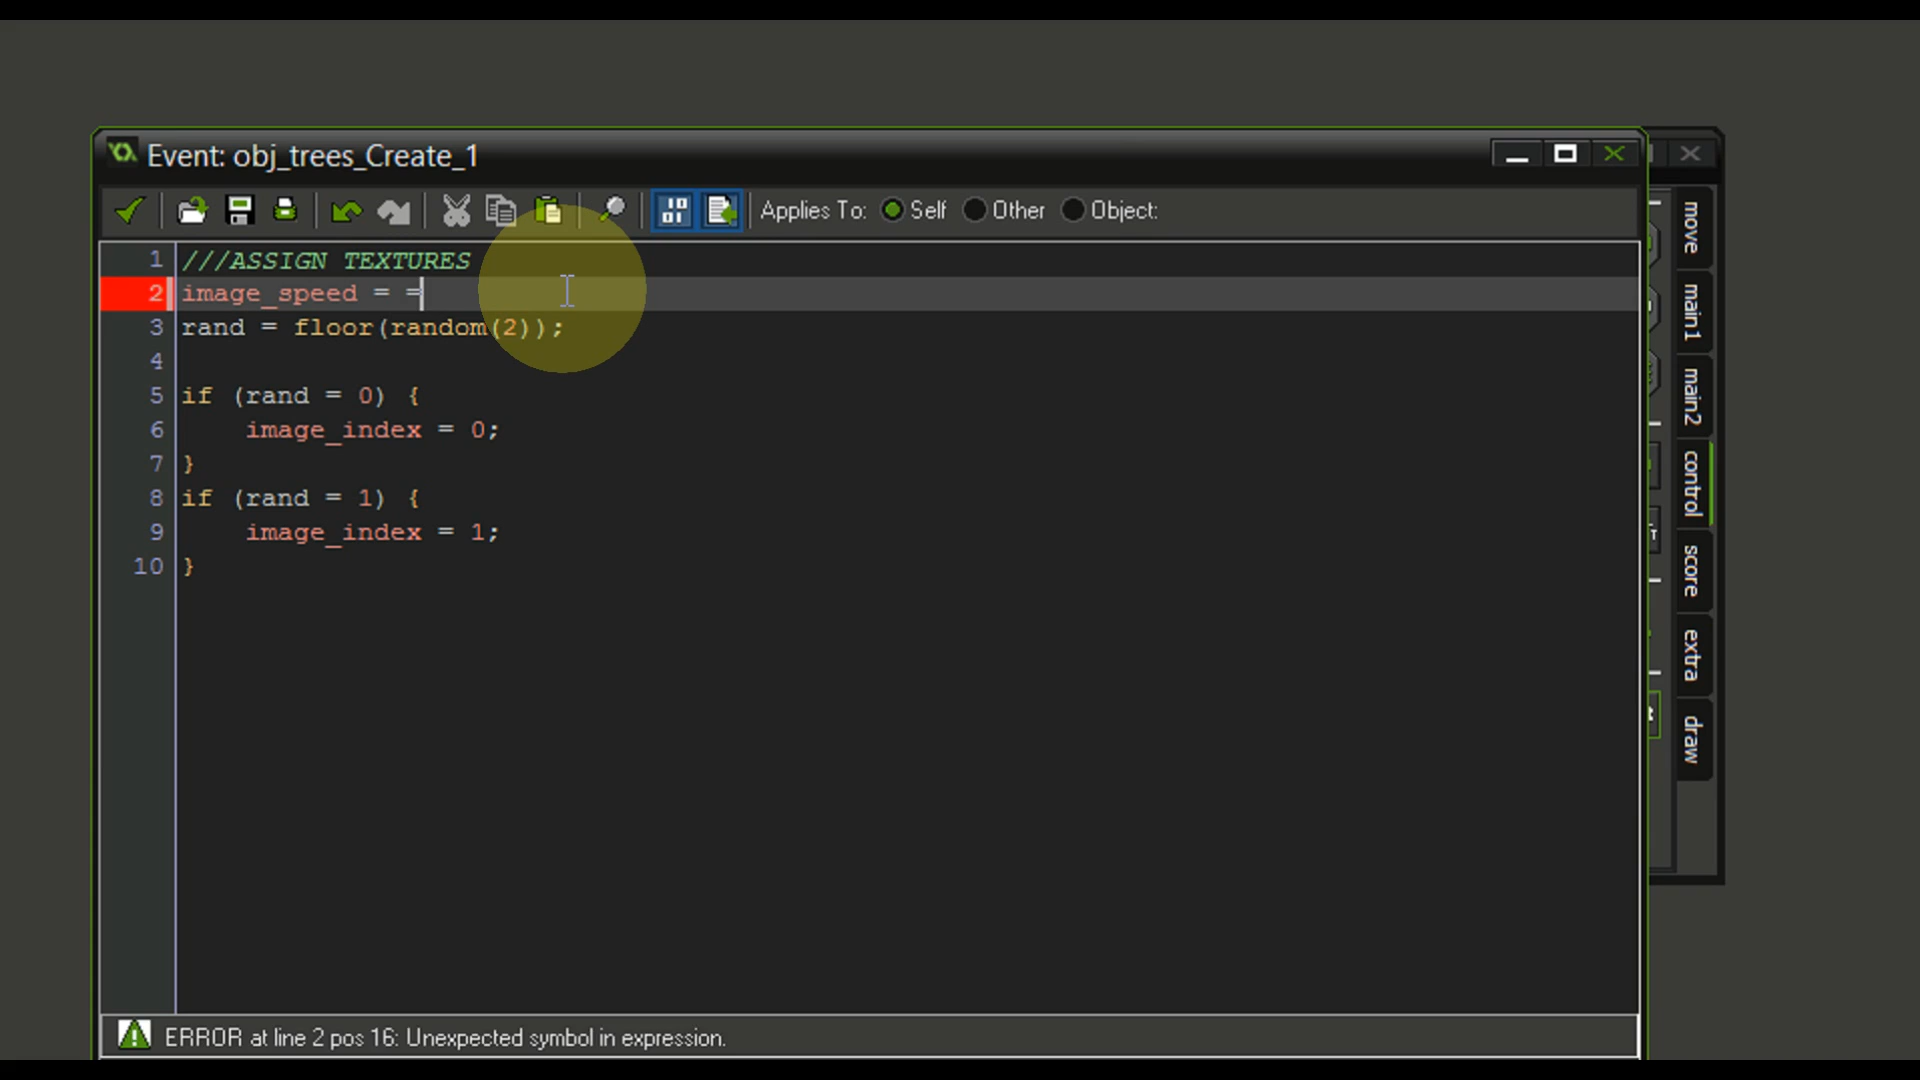 Event: obj_trees_Create_1
Applies To: Self Other Object:
1 ///ASSIGN TEXTURES
2 image_speed = =
3 rand = floor(random(2));
4
5 if (rand = 0) {
6     image_index = 0;
7 }
8 if (rand = 1) {
9     image_index = 1;
10 }
ERROR at line 2 pos 16: Unexpected symbol in expression.
move
main1
main2
control
score
extra
draw